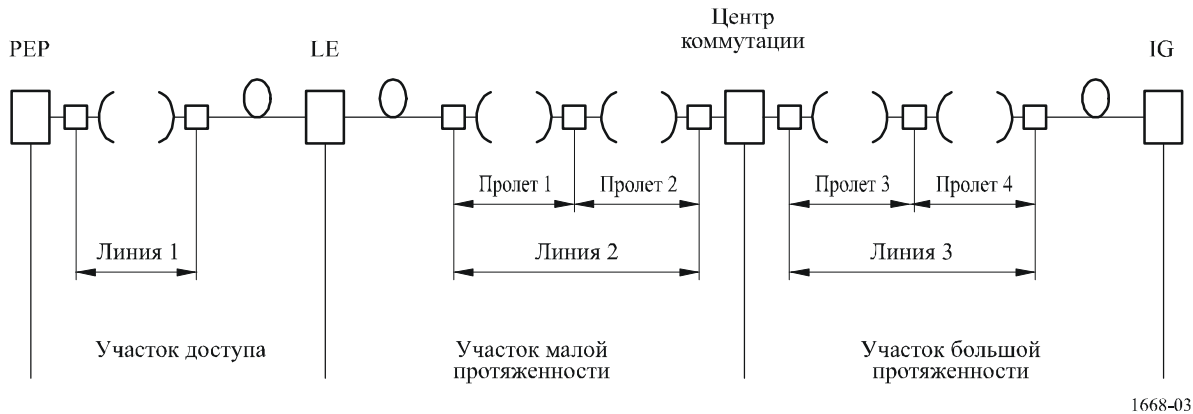 Центр
коммутации
PEP
LE
IG
Пролет 1
Пролет 2
Пролет 3
Пролет 4
Линия 1
Линия 2
Линия 3
Участок доступа
Участок малой
протяженности
Участок большой
протяженности
1668-03